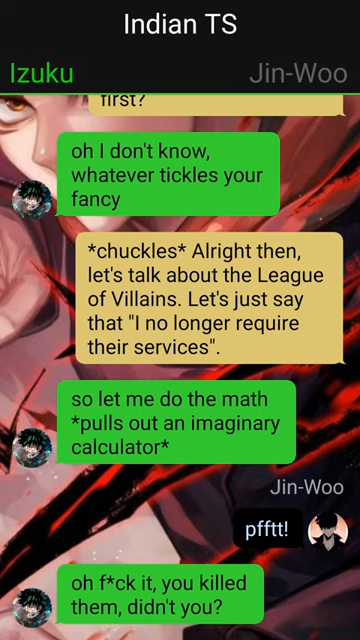 Indian TS
Izuku
Jin-Woo
first?
oh I don't know,
whatever tickles your
fancy
*chuckles* Alright then,
let's talk about the League
of Villains. Let's just say
that "I no longer require
their services".
so let me do the math
*pulls out an imaginary
calculator*
Jin-Woo
pfftt!
oh f*ck it, you killed
them, didn't you?